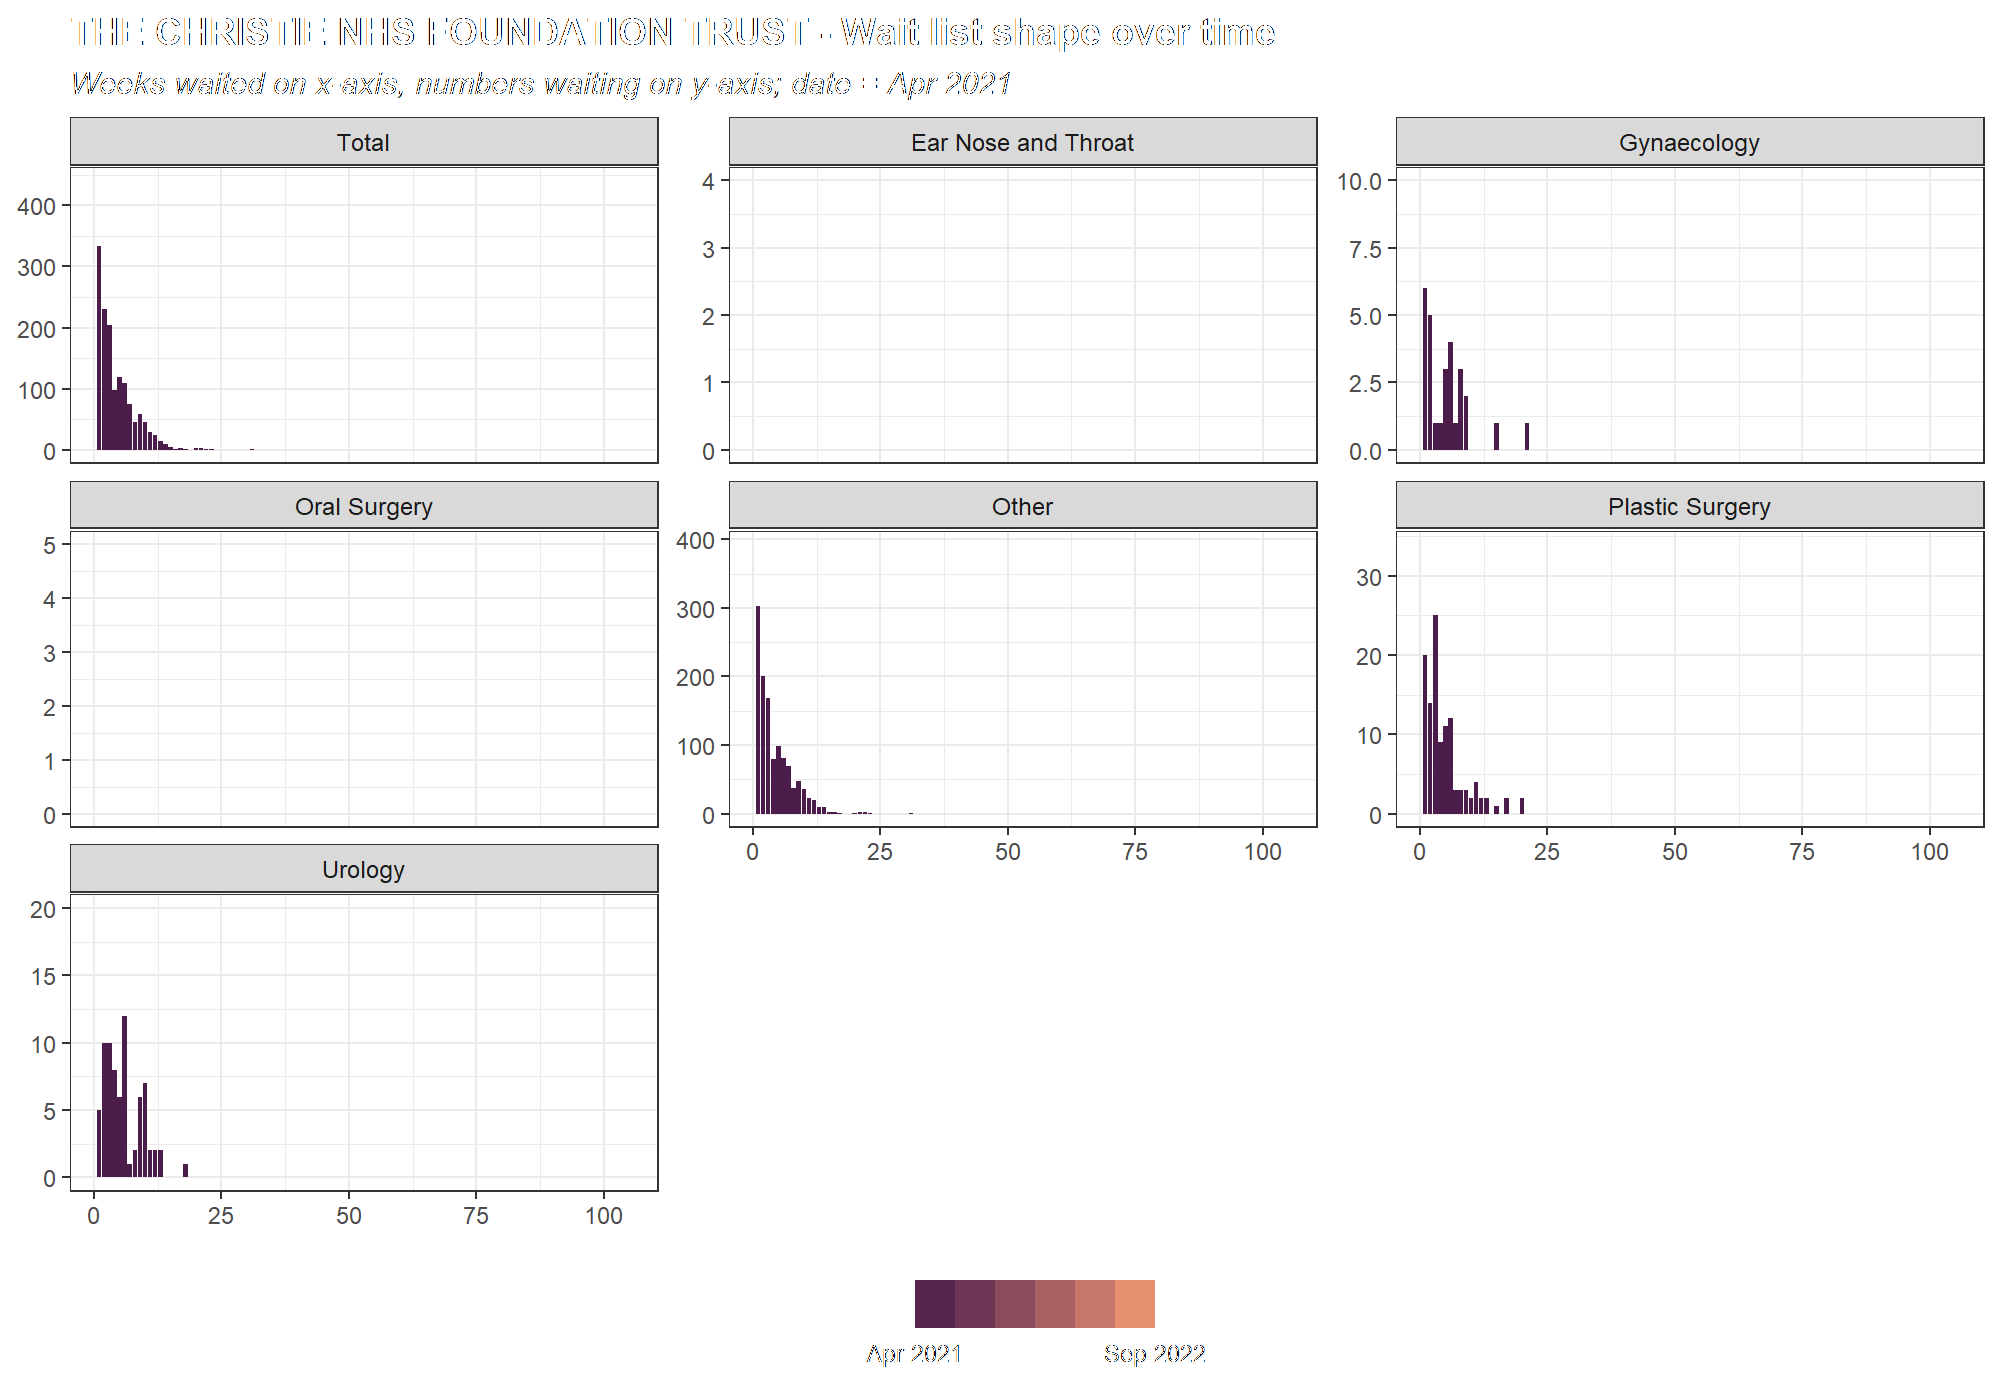 THE CHRISTIE NHS FOUNDATION TRUST - Wait list shape over time
Weeks waited on x-axis, numbers waiting on y-axis; date = Apr 2021
Total
400
300
200
100
0
Ear Nose and Throat
4
3
2
1
0
Gynaecology
10.0
7.5
5.0
2.5
0.0
Oral Surgery
5
4
3
2
1
0
Other
400
300
200
100
0
0 25 50 75 100
Plastic Surgery
30
20
10
0
0 25 50 75 100
Urology
20
15
10
5
0
0 25 50 75 100
Apr 2021 Sep 2022